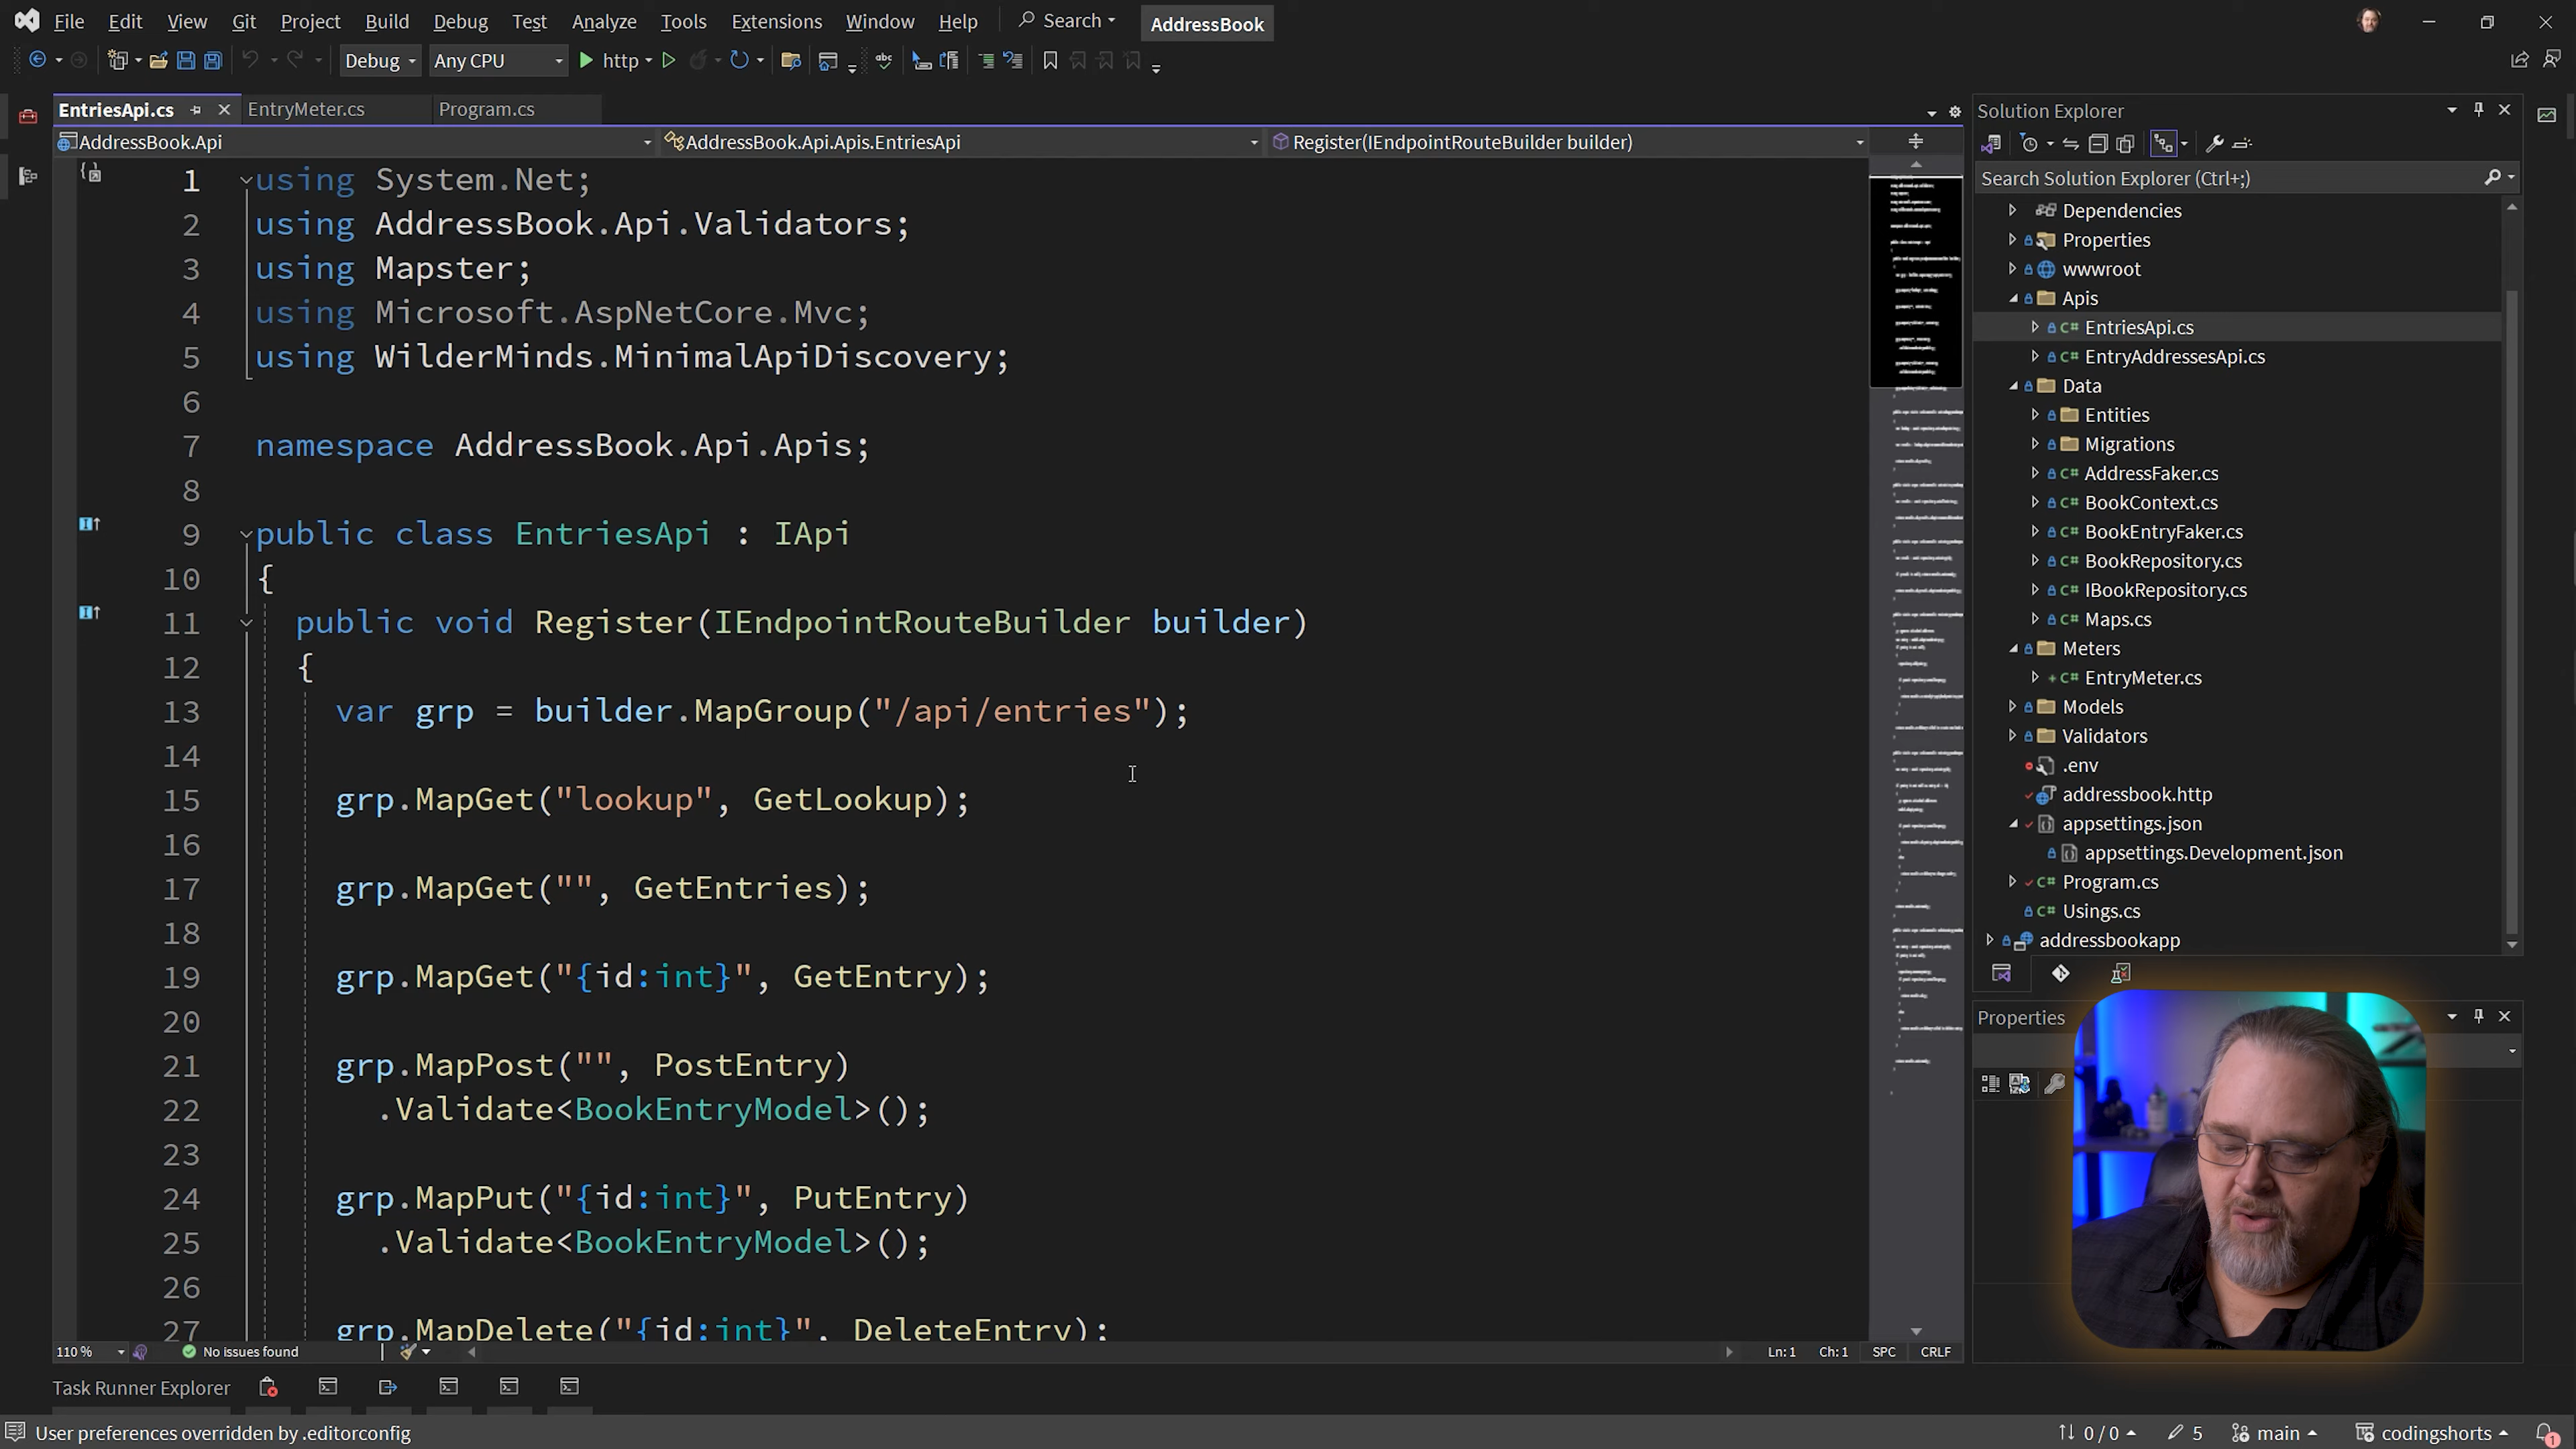 File Edit View Git Project Build Debug Test Analyze Tools Extensions Window Help Search AddressBook
Debug Any CPU http
EntriesApi.cs EntryMeter.cs Program.cs
AddressBook.Api AddressBook.Api.Apis.EntriesApi Register(IEndpointRouteBuilder builder)
1 using System.Net;
2 using AddressBook.Api.Validators;
3 using Mapster;
4 using Microsoft.AspNetCore.Mvc;
5 using WilderMinds.MinimalApiDiscovery;
6
7 namespace AddressBook.Api.Apis;
8
9 public class EntriesApi : IApi
10 {
11 public void Register(IEndpointRouteBuilder builder)
12 {
13 var grp = builder.MapGroup("/api/entries");
14
15 grp.MapGet("lookup", GetLookup);
16
17 grp.MapGet("", GetEntries);
18
19 grp.MapGet("{id:int}", GetEntry);
20
21 grp.MapPost("", PostEntry)
22 .Validate<BookEntryModel>();
23
24 grp.MapPut("{id:int}", PutEntry)
25 .Validate<BookEntryModel>();
26
27 grp.MapDelete("{id:int}", DeleteEntry);
110 % No issues found Ln: 1 Ch: 1 SPC CRLF
Solution Explorer
Search Solution Explorer (Ctrl+;)
Dependencies
Properties
wwwroot
Apis
C# EntriesApi.cs
C# EntryAddressesApi.cs
Data
Entities
Migrations
C# AddressFaker.cs
C# BookContext.cs
C# BookEntryFaker.cs
C# BookRepository.cs
C# IBookRepository.cs
C# Maps.cs
Meters
C# EntryMeter.cs
Models
Validators
.env
addressbook.http
appsettings.json
appsettings.Development.json
C# Program.cs
C# Usings.cs
addressbookapp
Properties
Task Runner Explorer
User preferences overridden by .editorconfig 0 / 0 5 main codingshorts 1